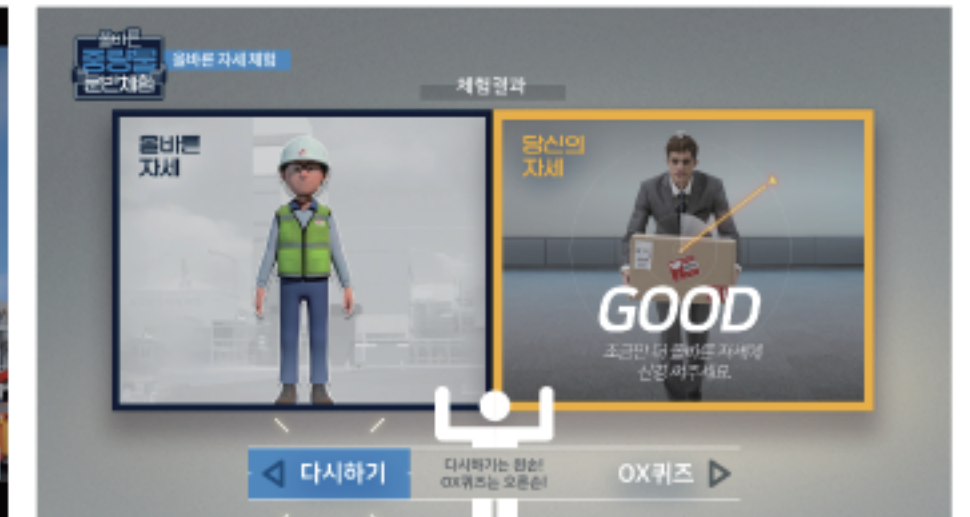 올바른
중량물
운반체험
올바른 자세 체험
체험결과
올바른
자세
당신의
자세
GOOD
조금만 더 올바른 자세에
신경 써주세요.
다시하기
다시하기는 왼손!
OX퀴즈는 오른손!
OX퀴즈